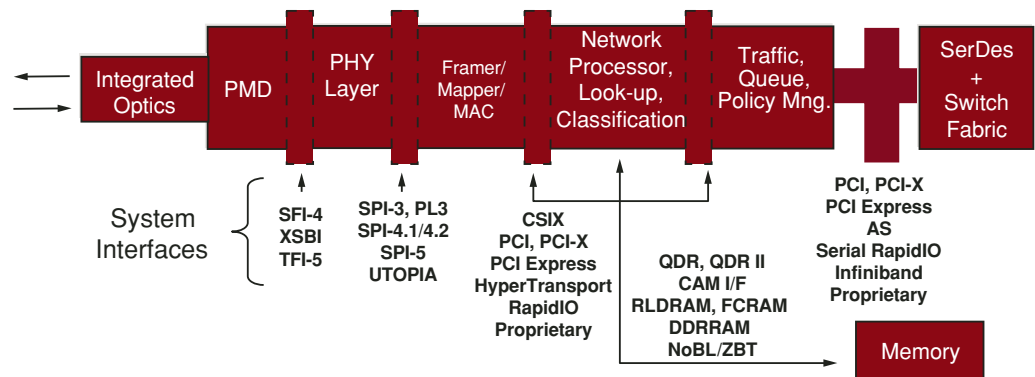 Integrated
Optics
PMD
PHY
Layer
Framer/
Mapper/
MAC
Network
Processor,
Look-up,
Classification
Traffic,
Queue,
Policy Mng.
SerDes
+
Switch
Fabric
System
Interfaces
SFI-4
XSBI
TFI-5
SPI-3, PL3
SPI-4.1/4.2
SPI-5
UTOPIA
CSIX
PCI, PCI-X
PCI Express
HyperTransport
RapidIO
Proprietary
QDR, QDR II
CAM I/F
RLDRAM, FCRAM
DDRRAM
NoBL/ZBT
PCI, PCI-X
PCI Express
AS
Serial RapidIO
Infiniband
Proprietary
Memory